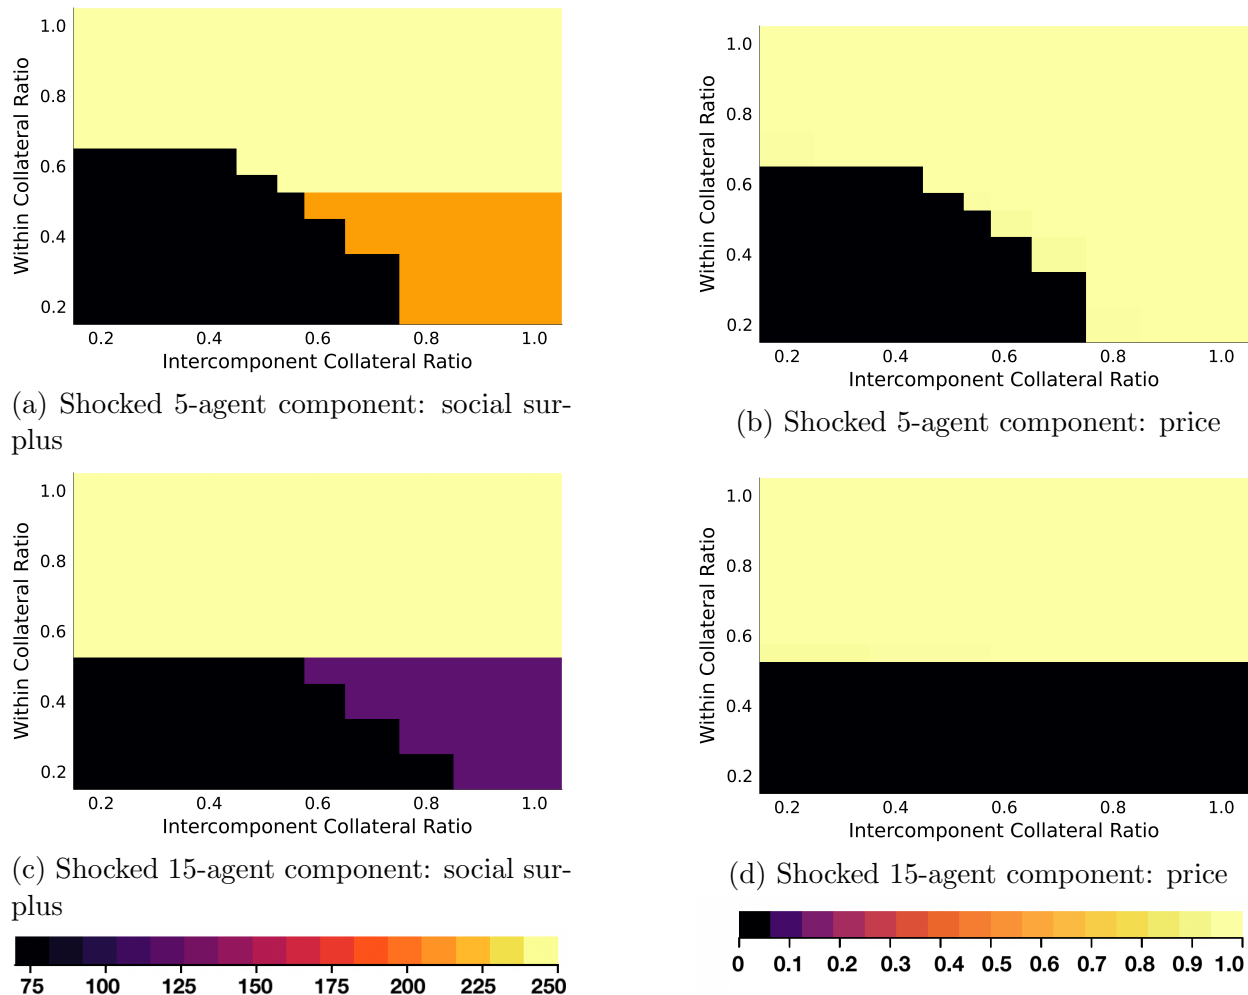 1.0
0.8
0.6
0.4
0.2
Within Collateral Ratio
0.2 0.4 0.6 0.8 1.0
Intercomponent Collateral Ratio
(a) Shocked 5-agent component: social sur-
plus
1.0
0.8
0.6
0.4
0.2
Within Collateral Ratio
0.2 0.4 0.6 0.8 1.0
Intercomponent Collateral Ratio
(b) Shocked 5-agent component: price
1.0
0.8
0.6
0.4
0.2
Within Collateral Ratio
0.2 0.4 0.6 0.8 1.0
Intercomponent Collateral Ratio
(c) Shocked 15-agent component: social sur-
plus
1.0
0.8
0.6
0.4
0.2
Within Collateral Ratio
0.2 0.4 0.6 0.8 1.0
Intercomponent Collateral Ratio
(d) Shocked 15-agent component: price
75 100 125 150 175 200 225 250
0 0.1 0.2 0.3 0.4 0.5 0.6 0.7 0.8 0.9 1.0